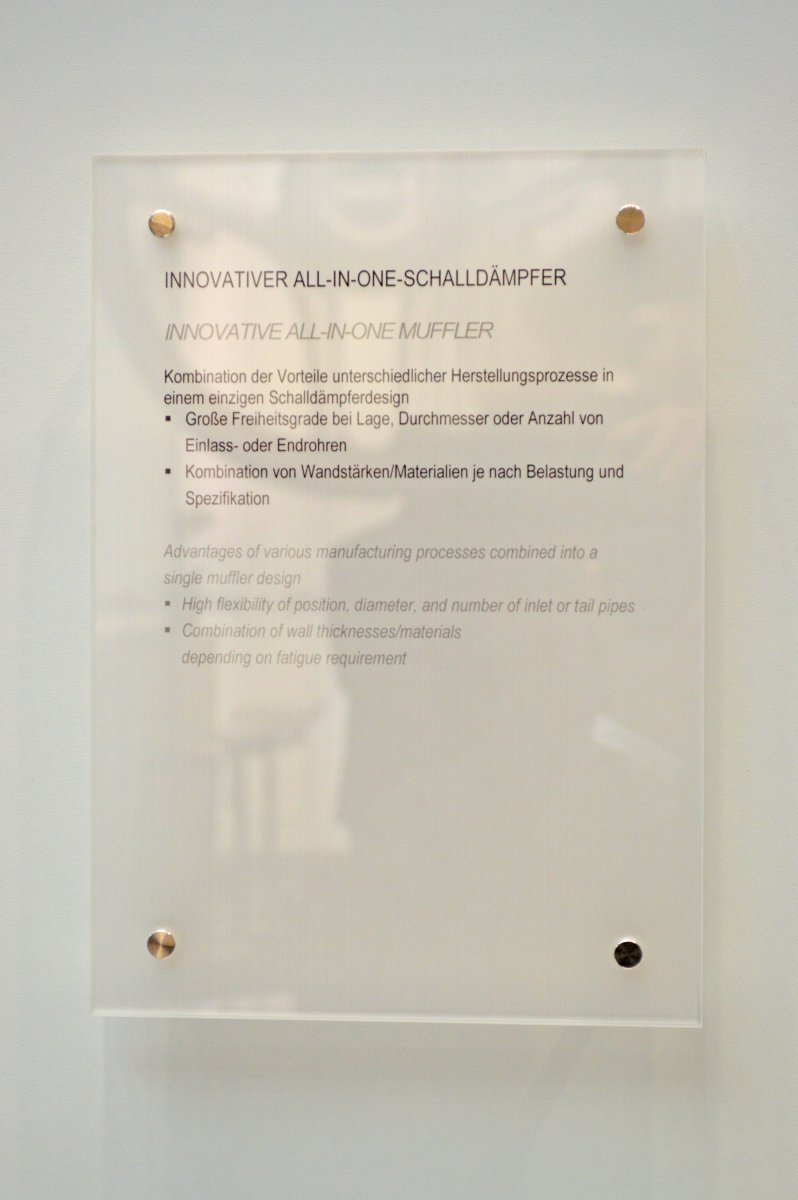 INNOVATIVER ALL-IN-ONE-SCHALLDÄMPFER
INNOVATIVE ALL-IN-ONE MUFFLER
Kombination der Vorteile unterschiedlicher Herstellungsprozesse in
einem einzigen Schalldämpferdesign
▪ Große Freiheitsgrade bei Lage, Durchmesser oder Anzahl von
Einlass- oder Endrohren
▪ Kombination von Wandstärken/Materialien je nach Belastung und
Spezifikation
Advantages of various manufacturing processes combined into a
single muffler design
▪ High flexibility of position, diameter, and number of inlet or tail pipes
▪ Combination of wall thicknesses/materials
depending on fatigue requirement